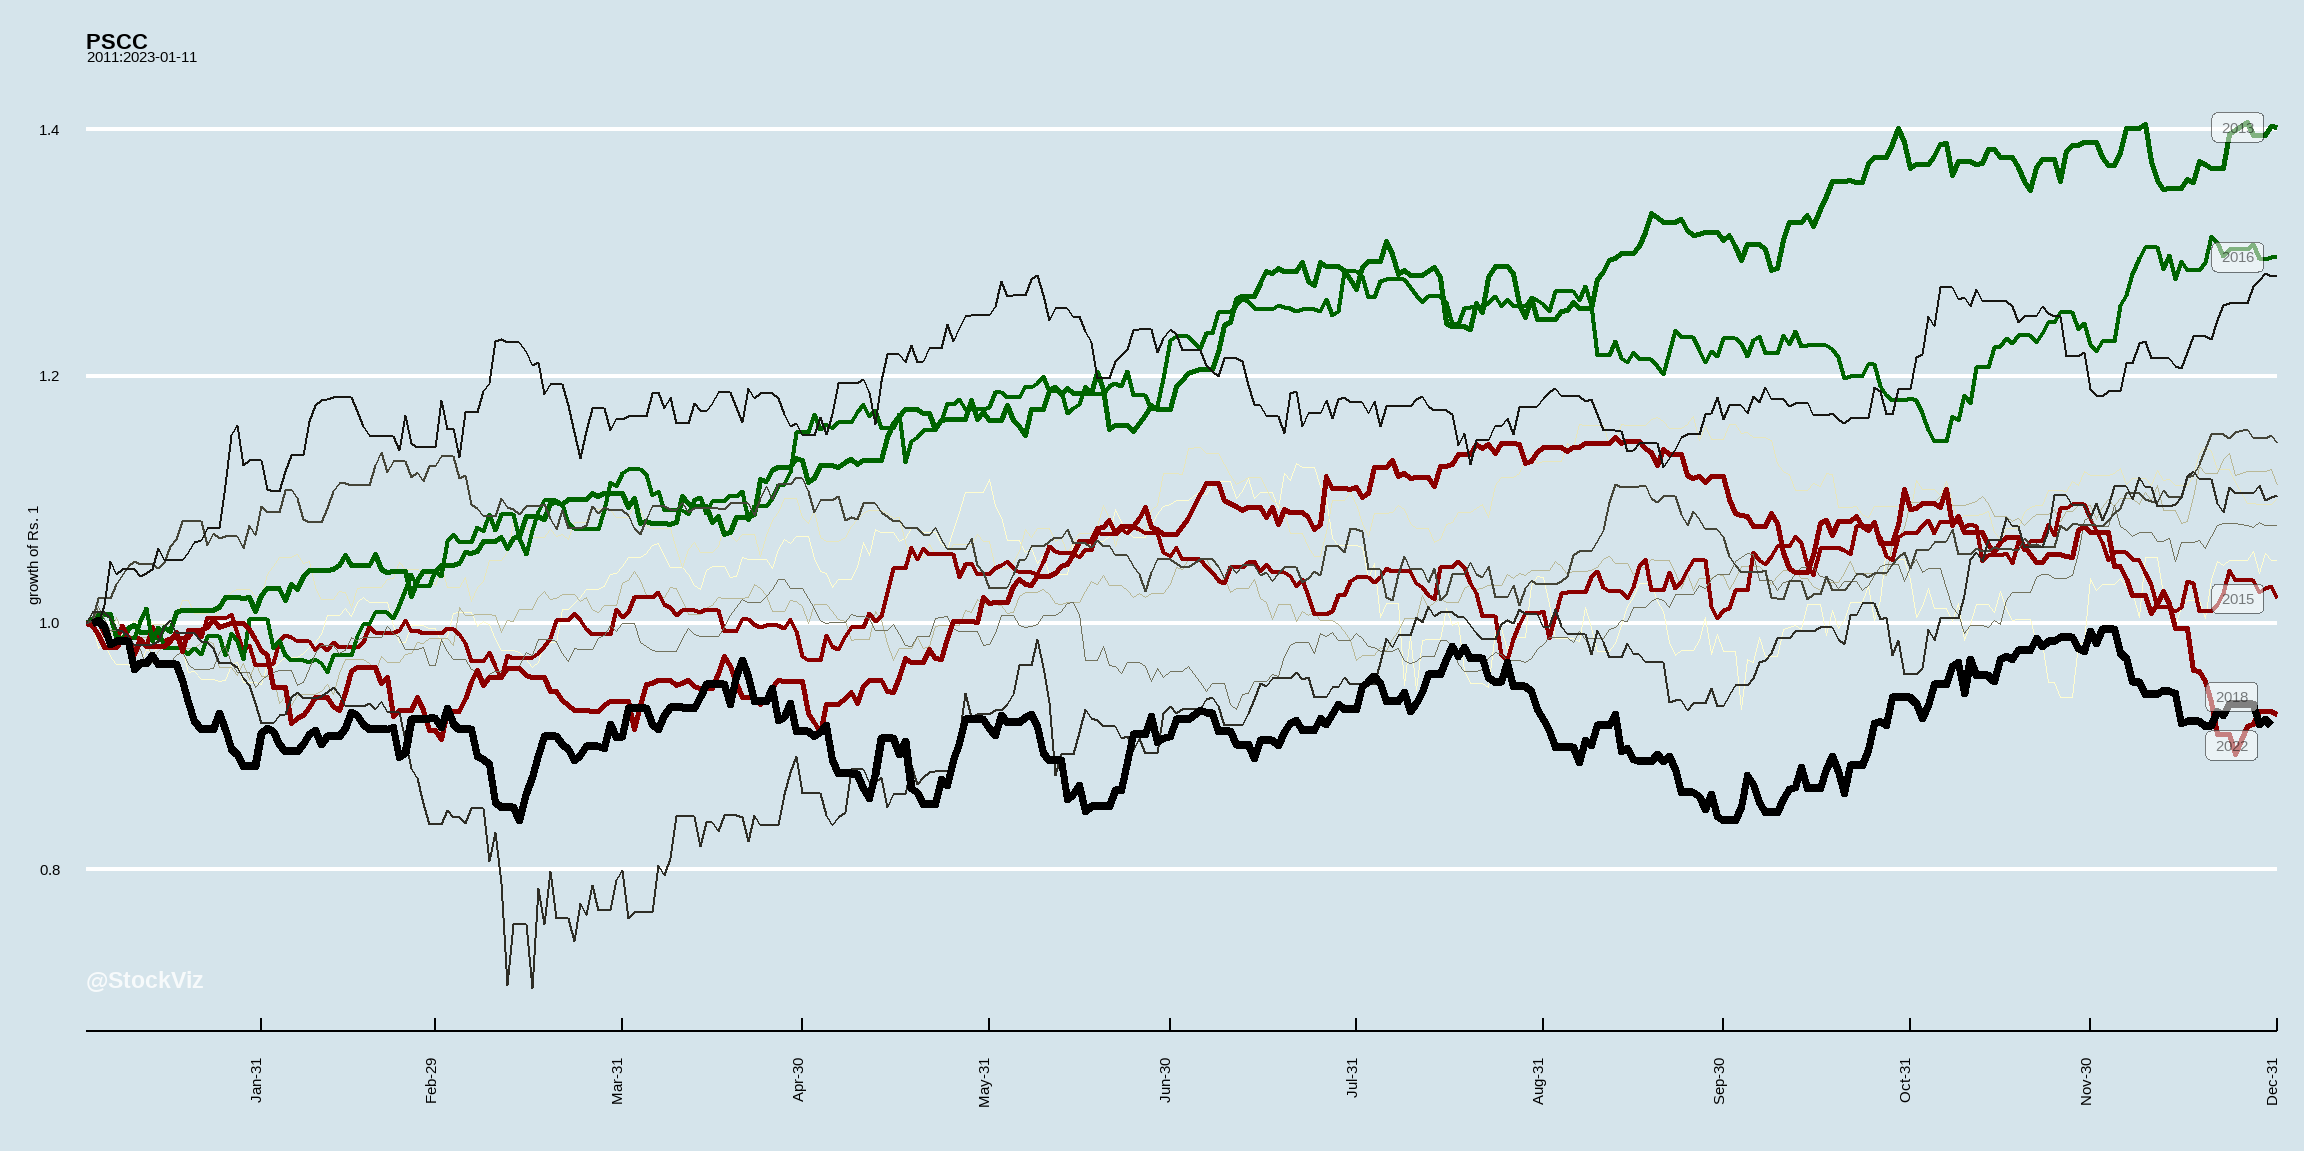 PSCC
2011:2023-01-11
1.4
1.2
1.0
0.8
growth of Rs. 1
2013
2016
2015
2018
2022
@StockViz
Jan-31
Feb-29
Mar-31
Apr-30
May-31
Jun-30
Jul-31
Aug-31
Sep-30
Oct-31
Nov-30
Dec-31